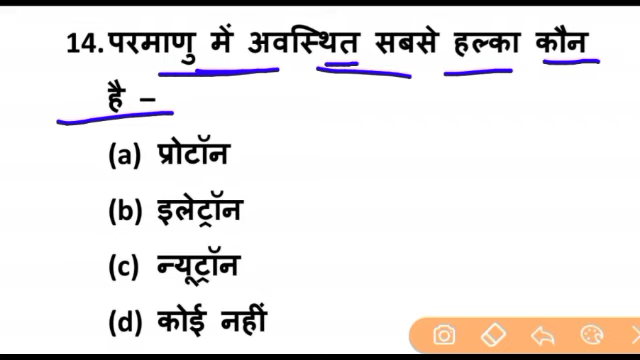 14. परमाणु में अवस्थित सबसे हल्का कौन
है –
(a) प्रोटॉन
(b) इलेट्रॉन
(c) न्यूट्रॉन
(d) कोई नहीं